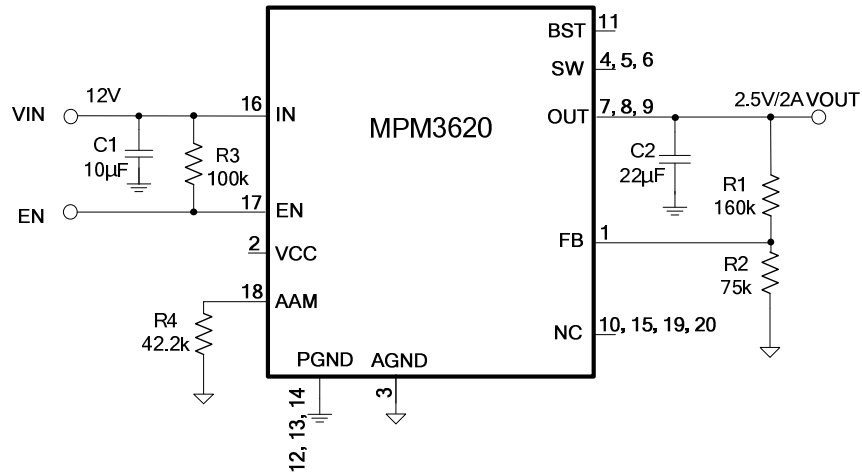 BST
11
SW
4, 5, 6
VIN
12V
16
IN
MPM3620
OUT
7, 8, 9
2.5V/2A VOUT
C1
10µF
R3
100k
C2
22µF
R1
160k
EN
17
EN
FB
1
2
VCC
R2
75k
18
AAM
R4
42.2k
NC
10, 15, 19, 20
PGND
AGND
12, 13, 14
3